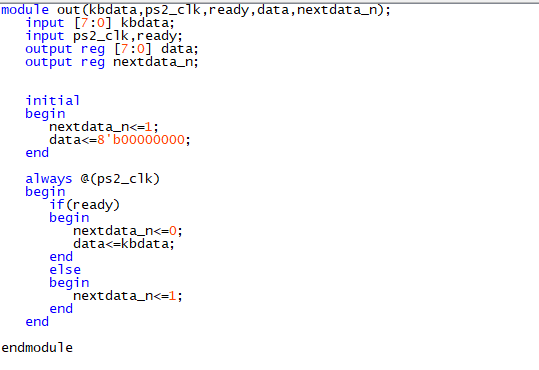 module out(kbdata,ps2_clk,ready,data,nextdata_n);
input [7:0] kbdata;
input ps2_clk,ready;
output reg [7:0] data;
output reg nextdata_n;
initial
begin
nextdata_n<=1;
data<=8'b00000000;
end
always @(ps2_clk)
begin
if(ready)
begin
nextdata_n<=0;
data<=kbdata;
end
else
begin
nextdata_n<=1;
end
end
endmodule